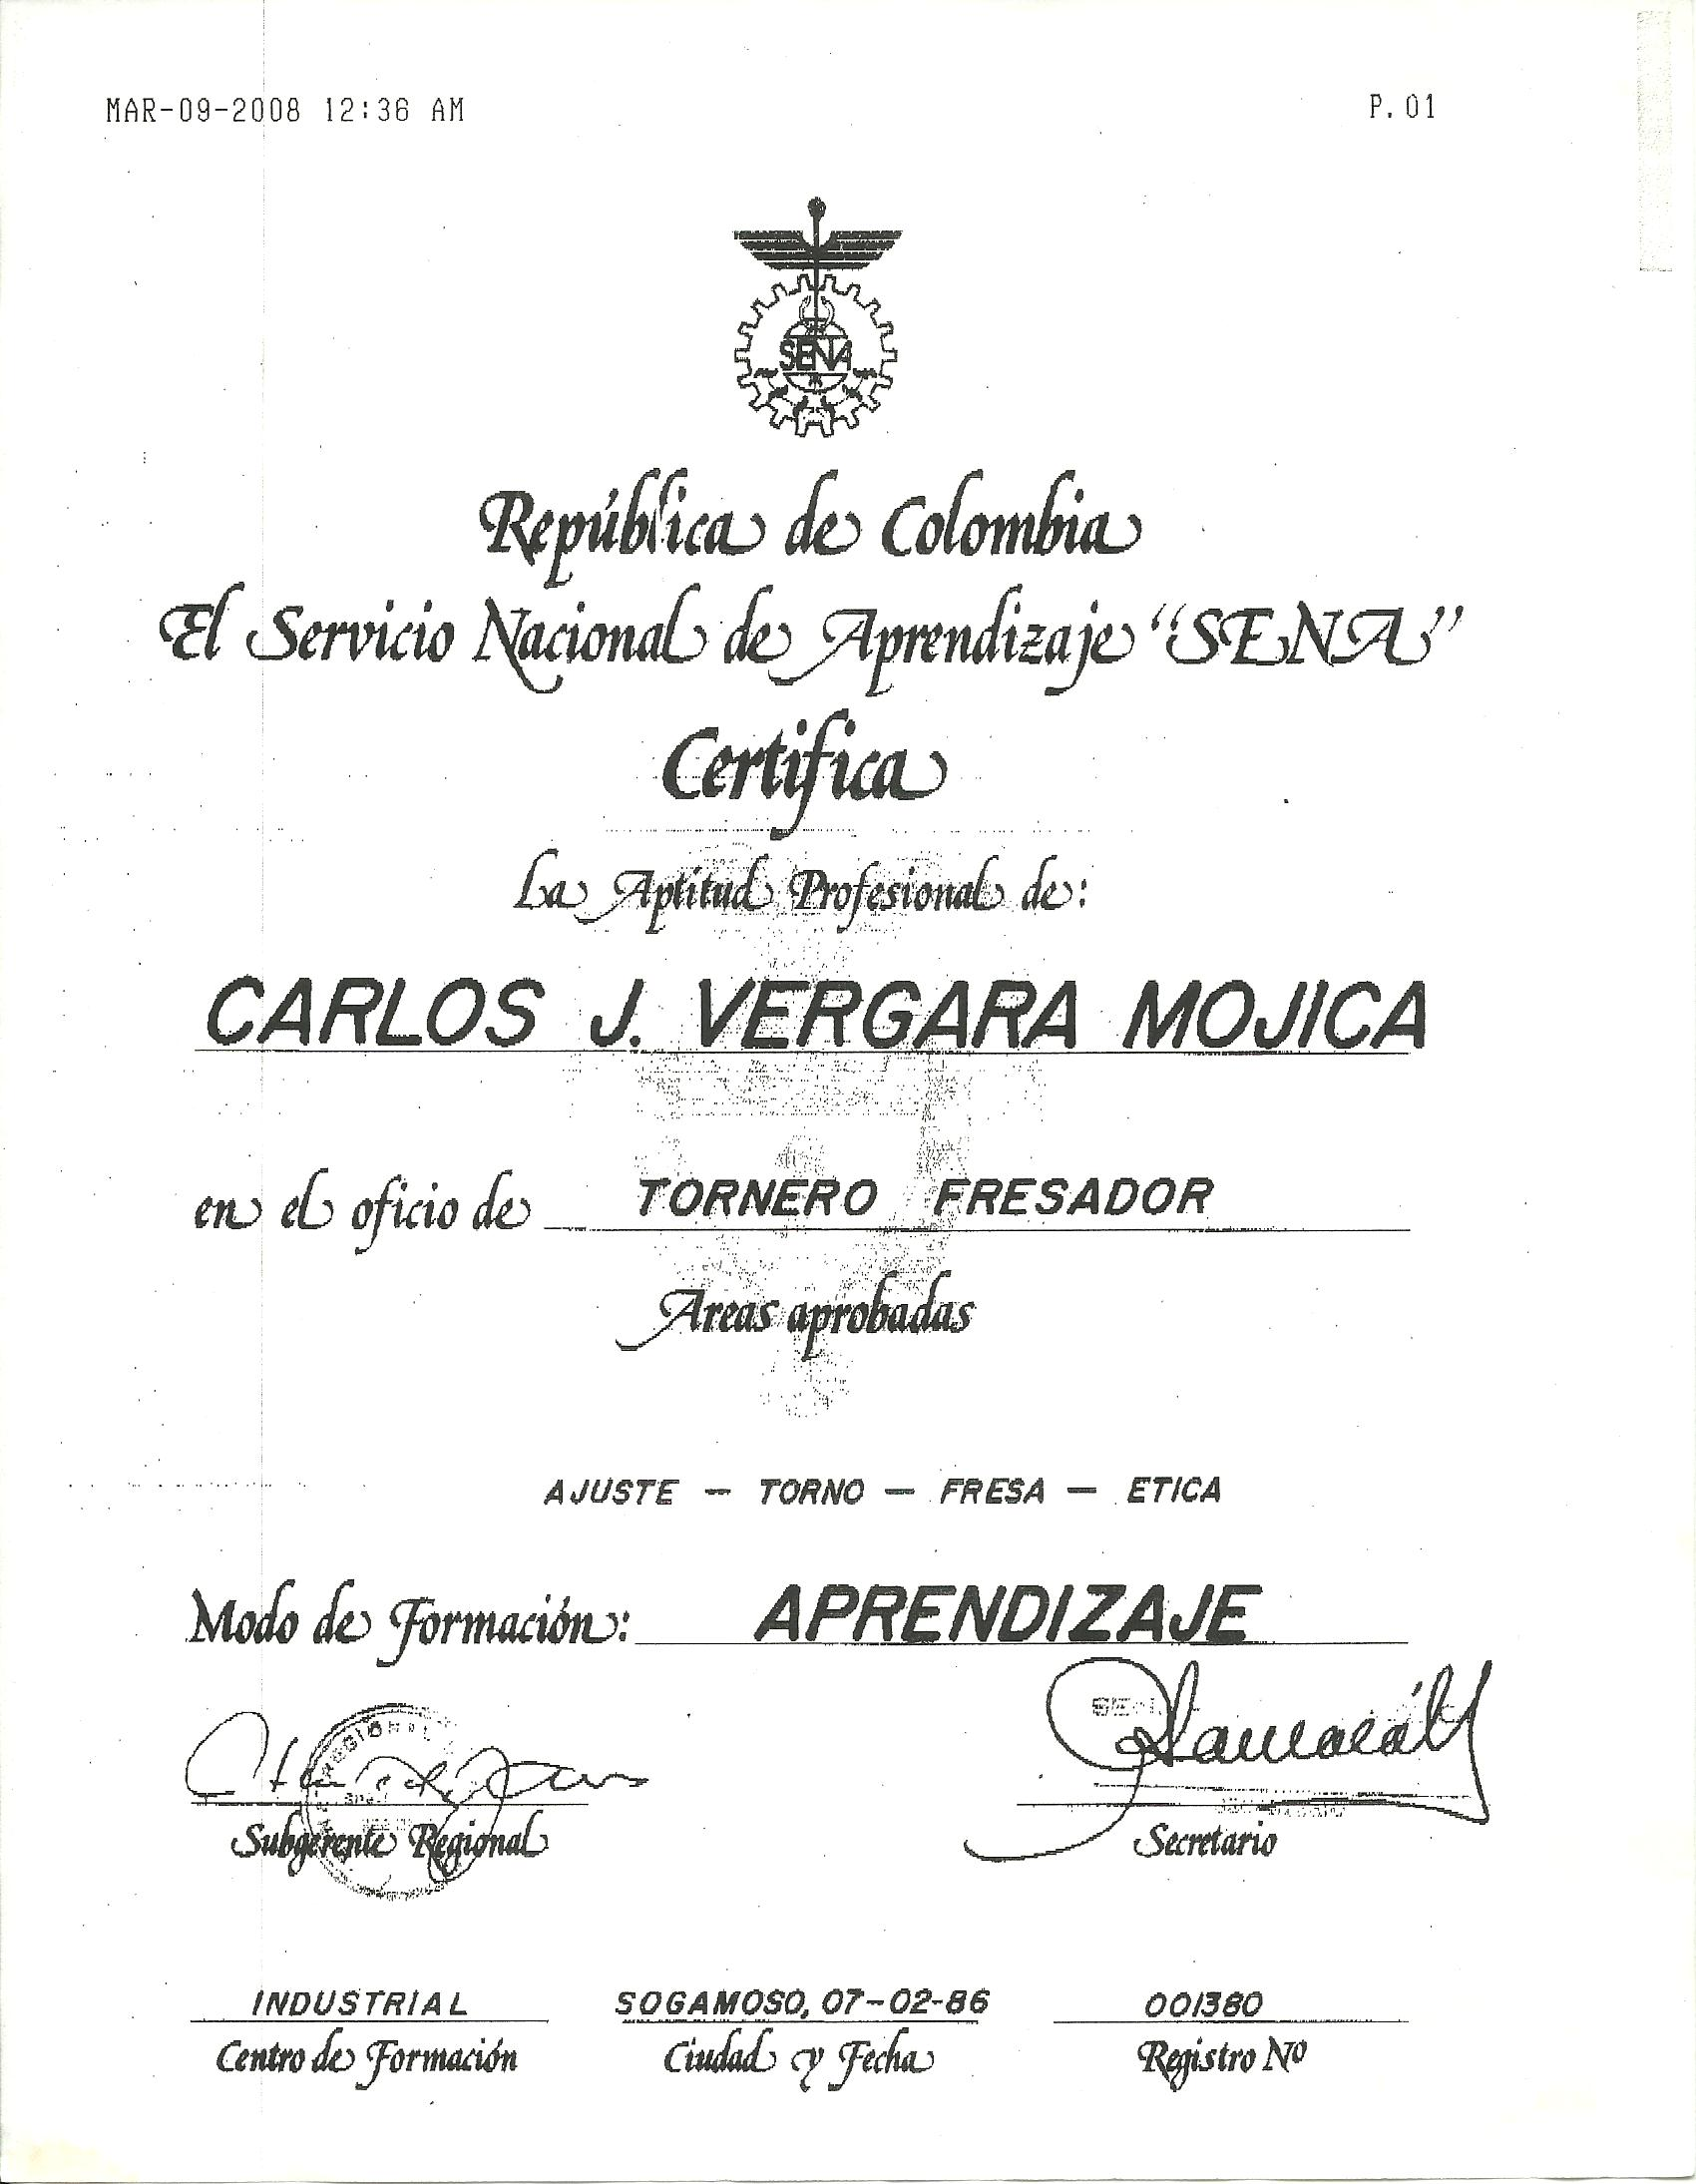 MAR-09-2008 12:36 AM P.01
SENA
República de Colombia
El Servicio Nacional de Aprendizaje "SENA"
Certifica
La Aptitud Profesional de:
CARLOS J. VERGARA MOJICA
en el oficio de TORNERO FRESADOR
Areas aprobadas
AJUSTE — TORNO — FRESA — ETICA
Modo de Formación: APRENDIZAJE
REGIONAL
Subgerente Regional Secretario
INDUSTRIAL SOGAMOSO, 07-02-86 001380
Centro de Formación Ciudad y Fecha Registro Nº